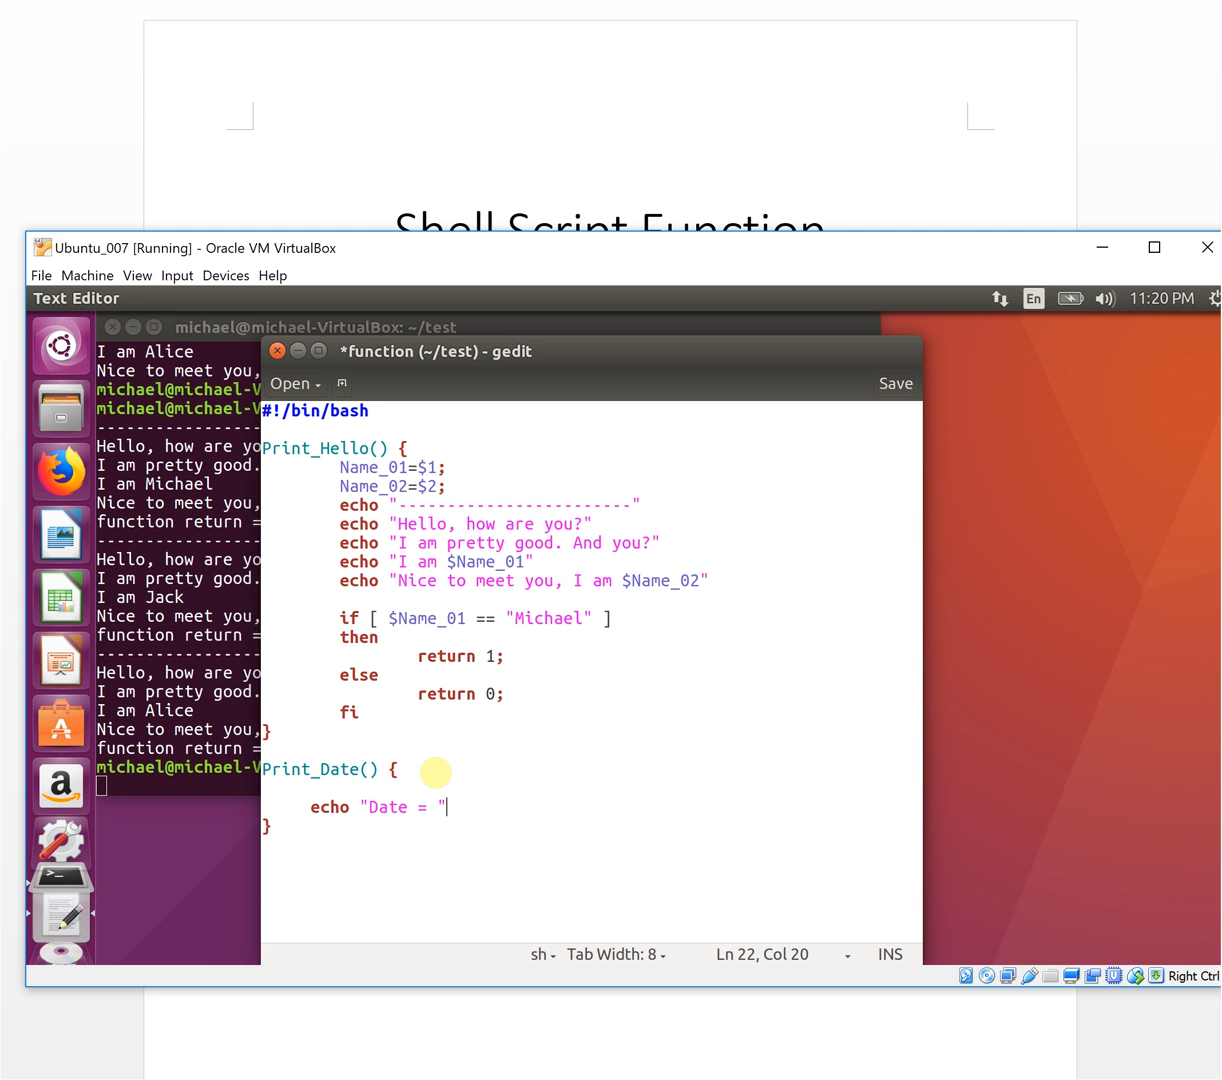 Shell Script Function
Ubuntu_007 [Running] - Oracle VM VirtualBox
File Machine View Input Devices Help
Text Editor
En
11:20 PM
michael@michael-VirtualBox: ~/test
I am Alice
Nice to meet you,
michael@michael-V
michael@michael-V
-----------------
Hello, how are yo
I am pretty good.
I am Michael
Nice to meet you,
function return =
-----------------
Hello, how are yo
I am pretty good.
I am Jack
Nice to meet you,
function return =
-----------------
Hello, how are yo
I am pretty good.
I am Alice
Nice to meet you,
function return =
michael@michael-V
*function (~/test) - gedit
Open
Save
#!/bin/bash
Print_Hello() {
Name_01=$1;
Name_02=$2;
echo "------------------------"
echo "Hello, how are you?"
echo "I am pretty good. And you?"
echo "I am $Name_01"
echo "Nice to meet you, I am $Name_02"
if [ $Name_01 == "Michael" ]
then
return 1;
else
return 0;
fi
}
Print_Date() {
echo "Date = "
}
sh Tab Width: 8 Ln 22, Col 20 INS
Right Ctrl